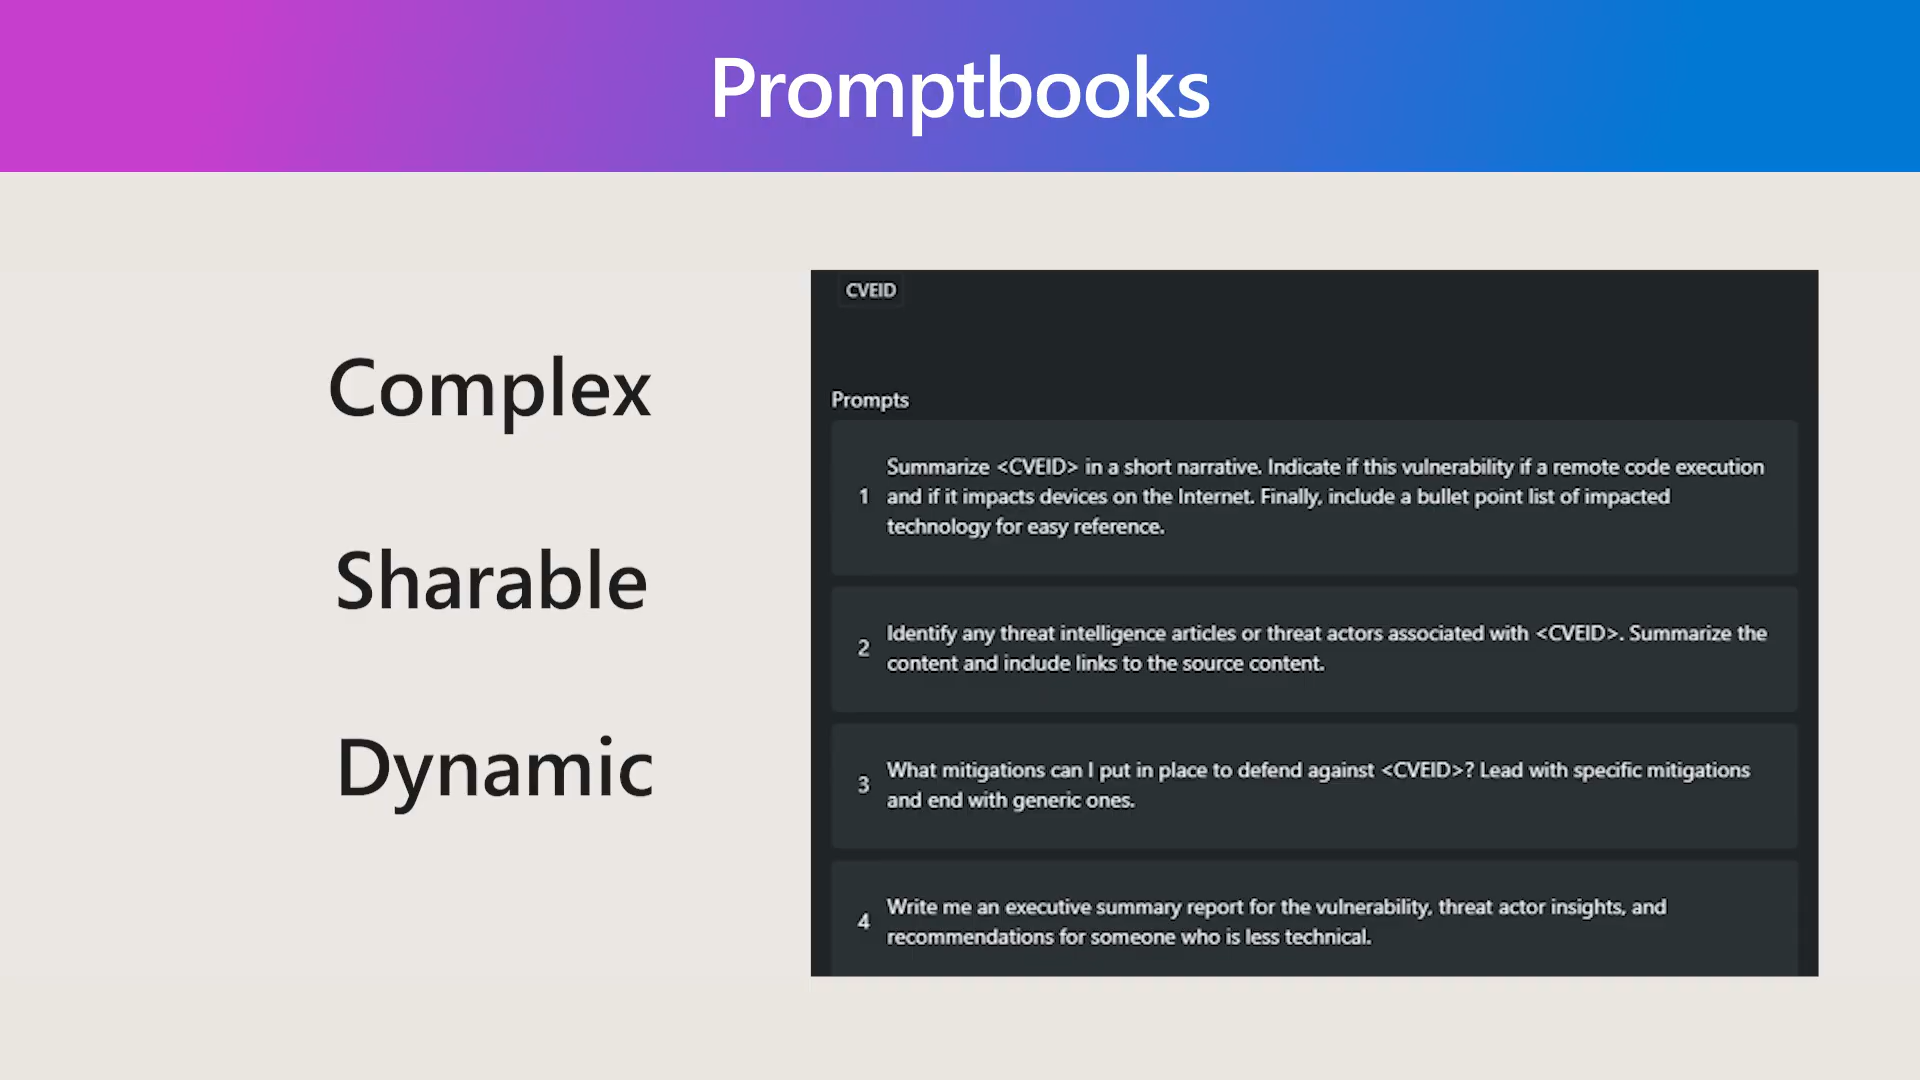 Promptbooks
Complex
Sharable
Dynamic
CVEID
Prompts
1
Summarize <CVEID> in a short narrative. Indicate if this vulnerability if a remote code execution
and if it impacts devices on the Internet. Finally, include a bullet point list of impacted
technology for easy reference.
2
Identify any threat intelligence articles or threat actors associated with <CVEID>. Summarize the
content and include links to the source content.
3
What mitigations can I put in place to defend against <CVEID>? Lead with specific mitigations
and end with generic ones.
4
Write me an executive summary report for the vulnerability, threat actor insights, and
recommendations for someone who is less technical.